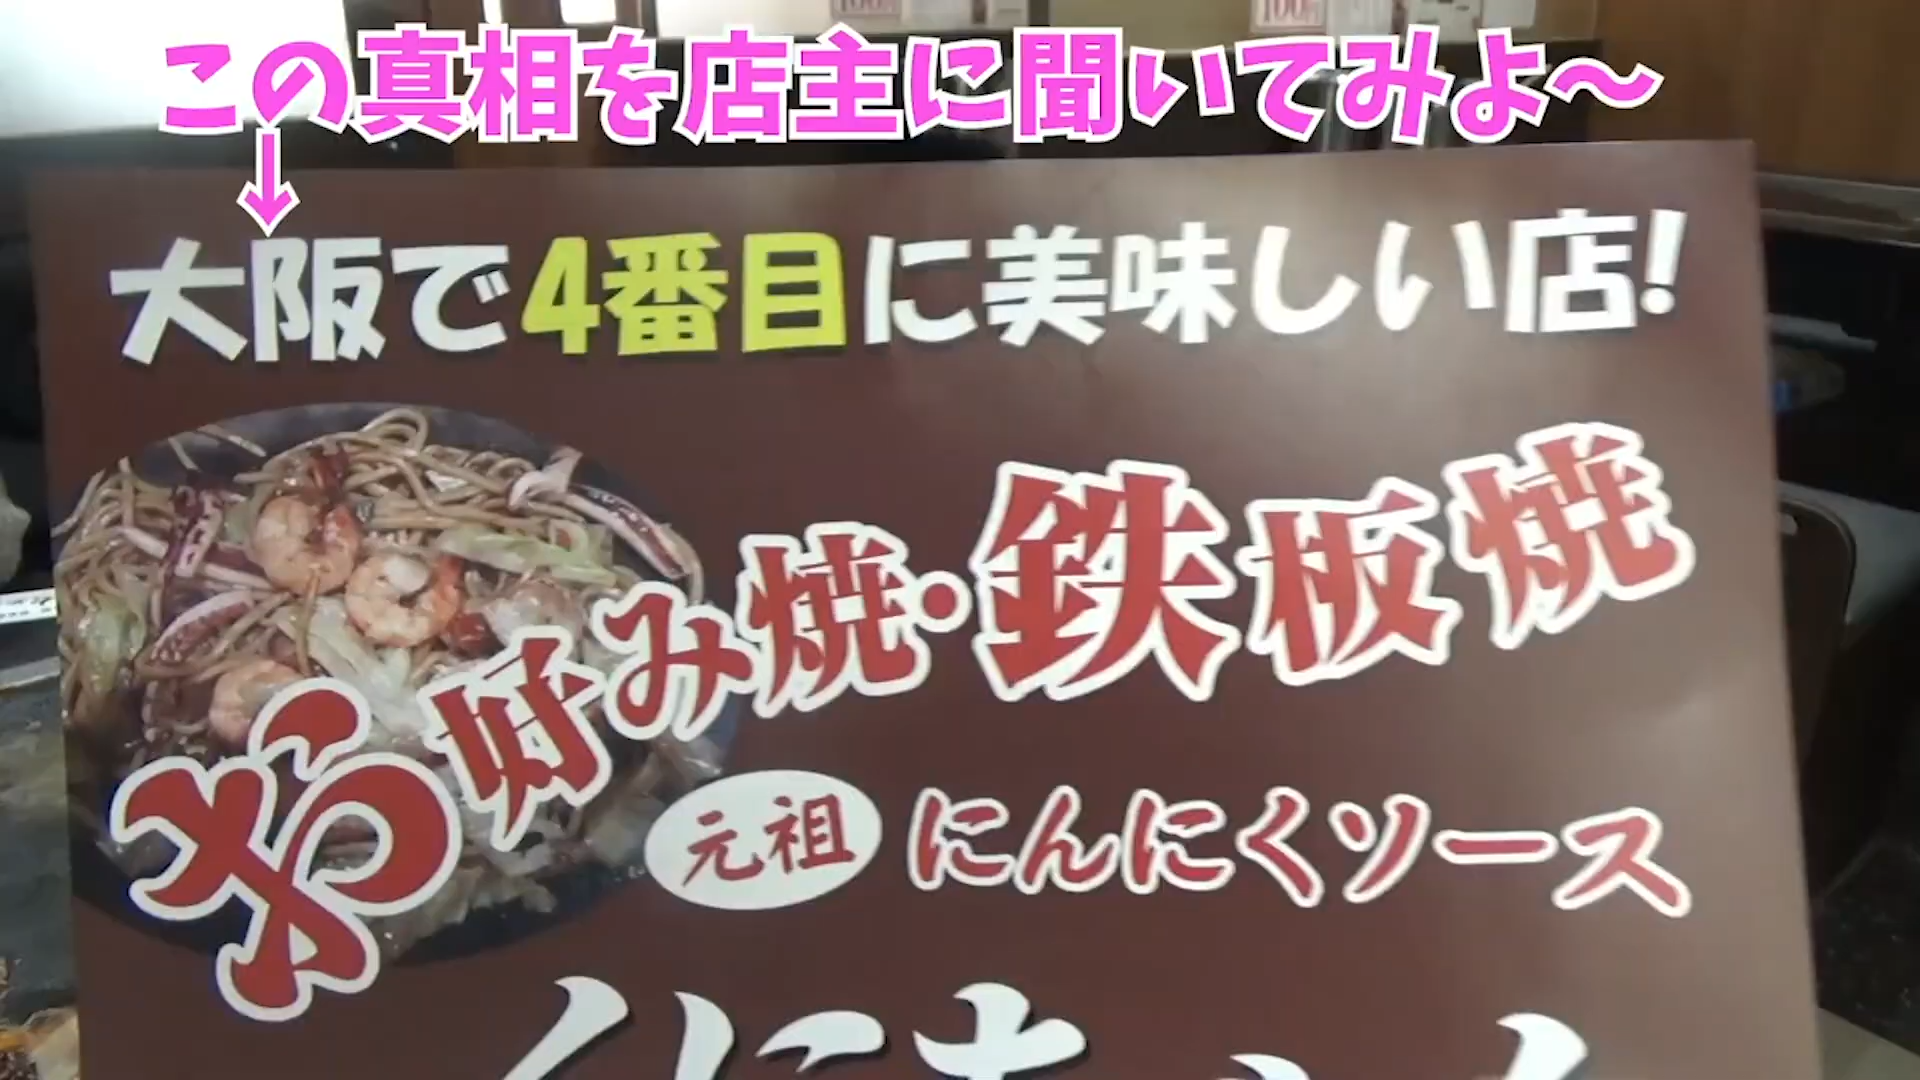 この真相を店主に聞いてみよ～
↓
大阪で4番目に美味しい店!
お好み焼・鉄板焼
元祖 にんにくソース